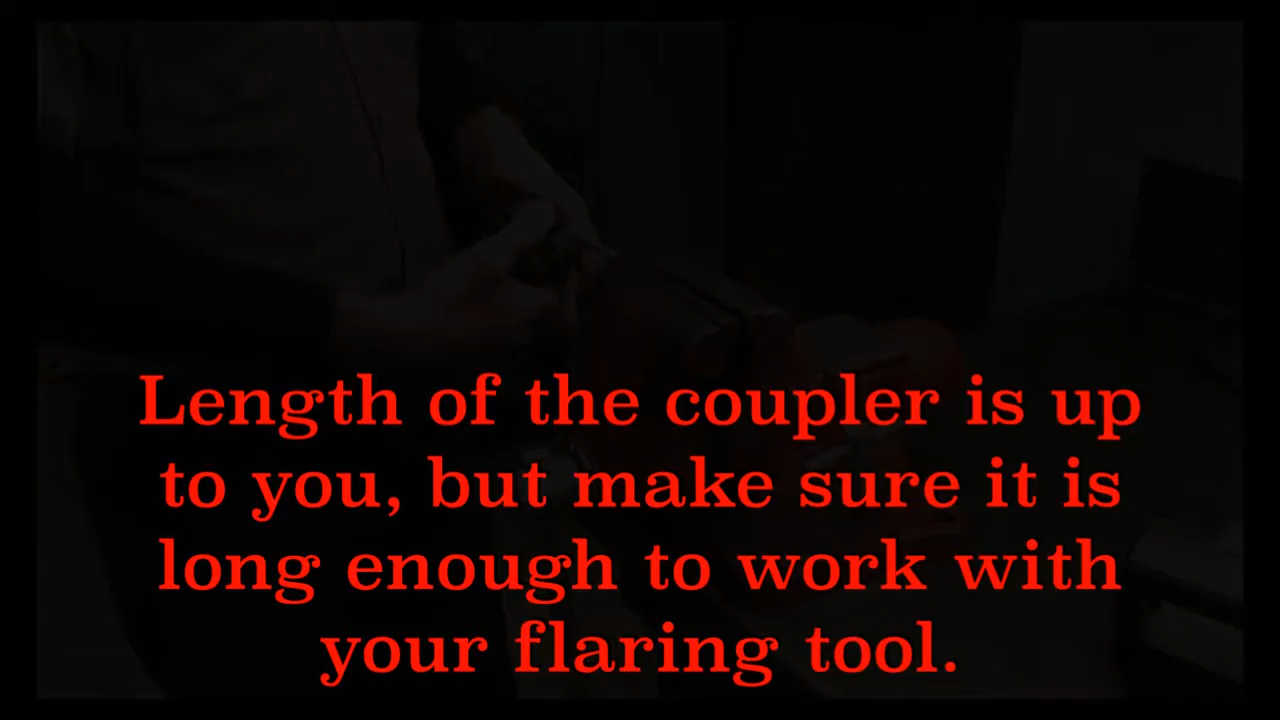 Length of the coupler is up
to you, but make sure it is
long enough to work with
your flaring tool.